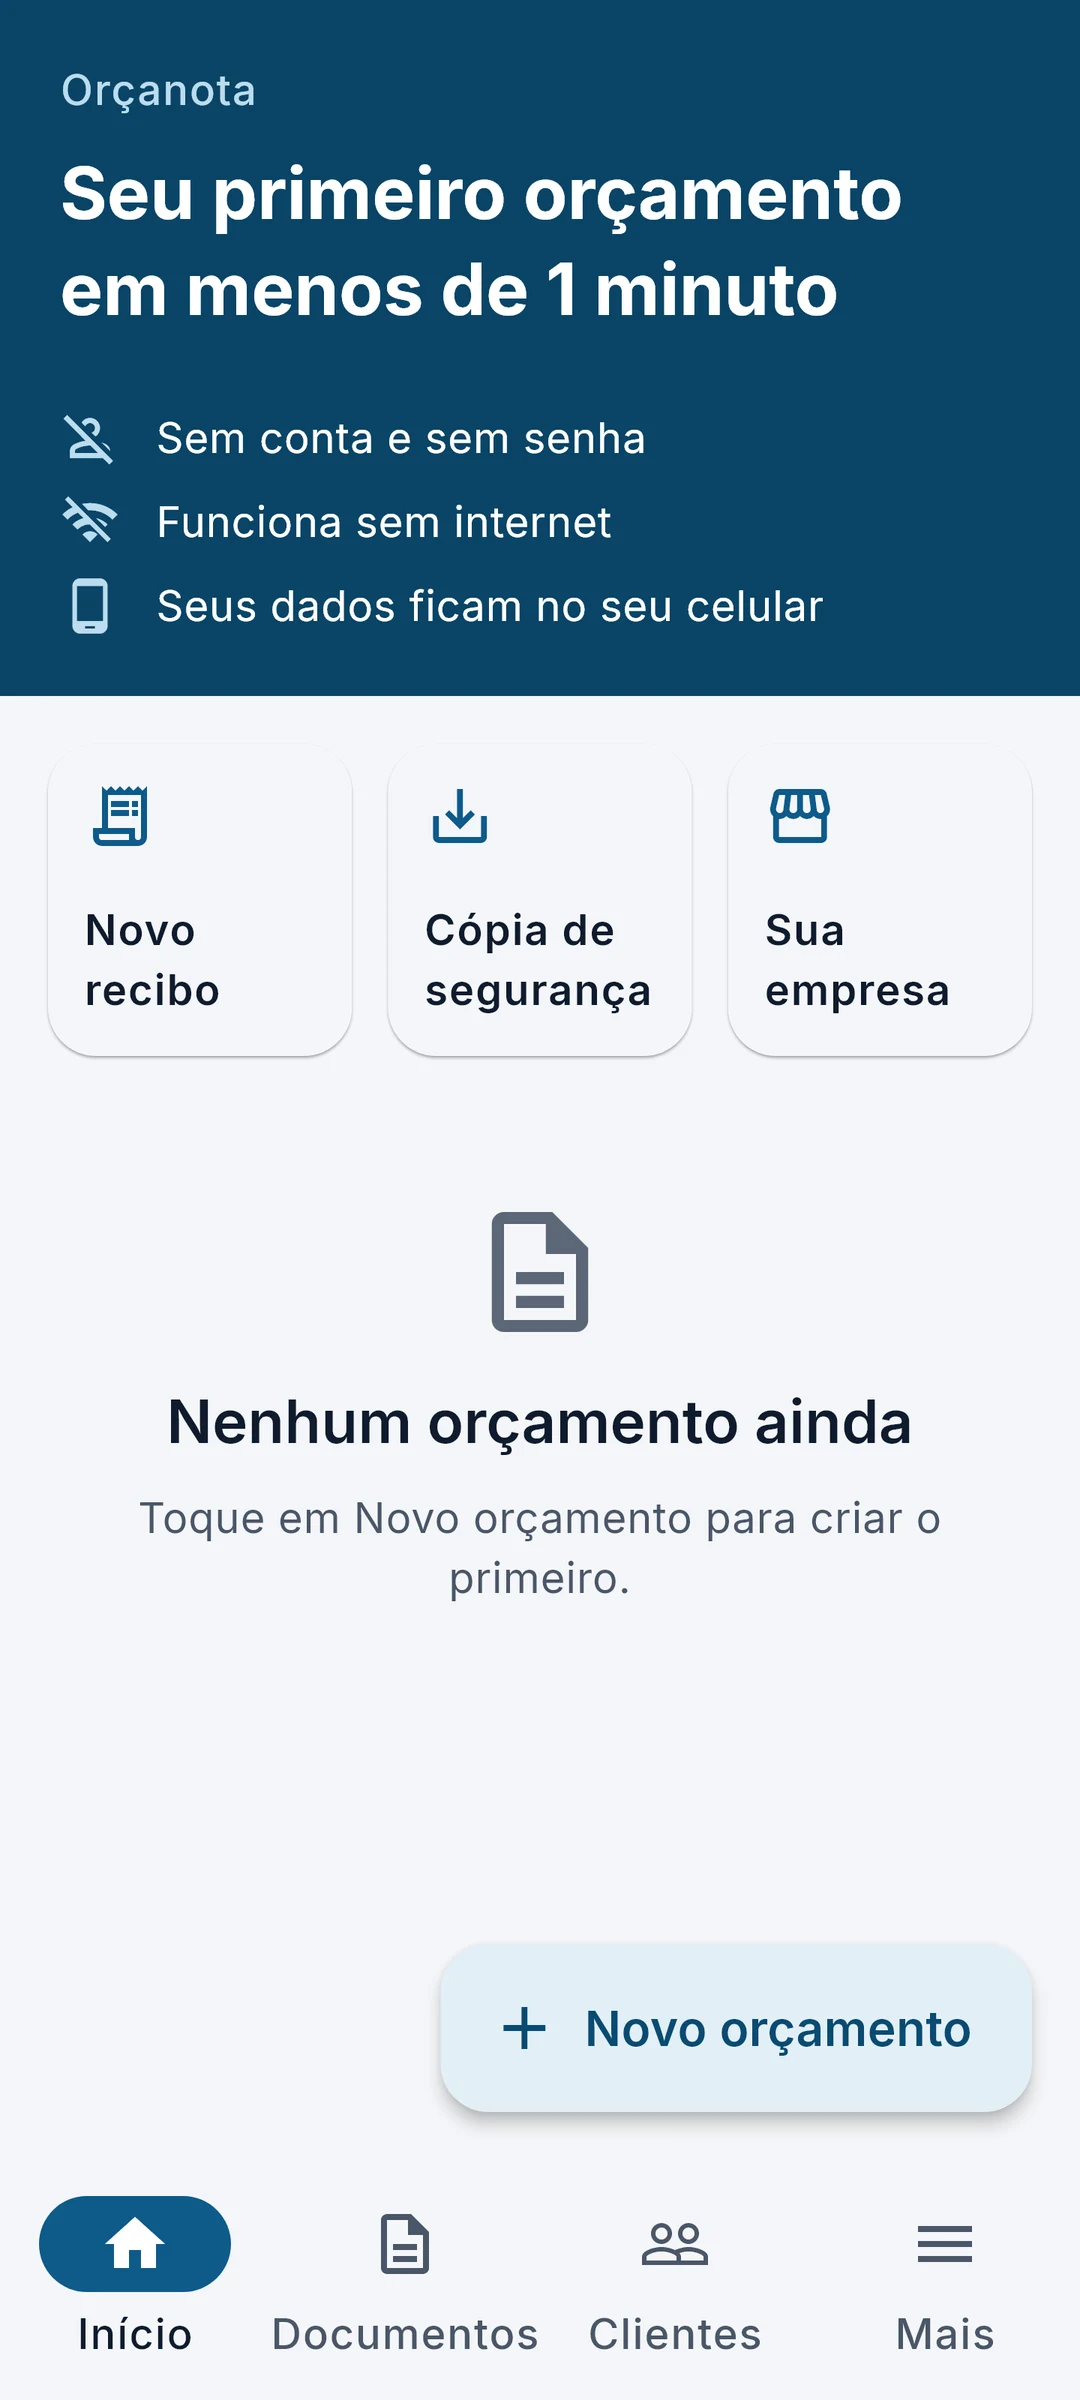 Orçanota
Seu primeiro orçamento
em menos de 1 minuto
Sem conta e sem senha
Funciona sem internet
Seus dados ficam no seu celular
Novo
recibo
Cópia de
segurança
Sua
empresa
Nenhum orçamento ainda
Toque em Novo orçamento para criar o
primeiro.
Novo orçamento
Início
Documentos
Clientes
Mais